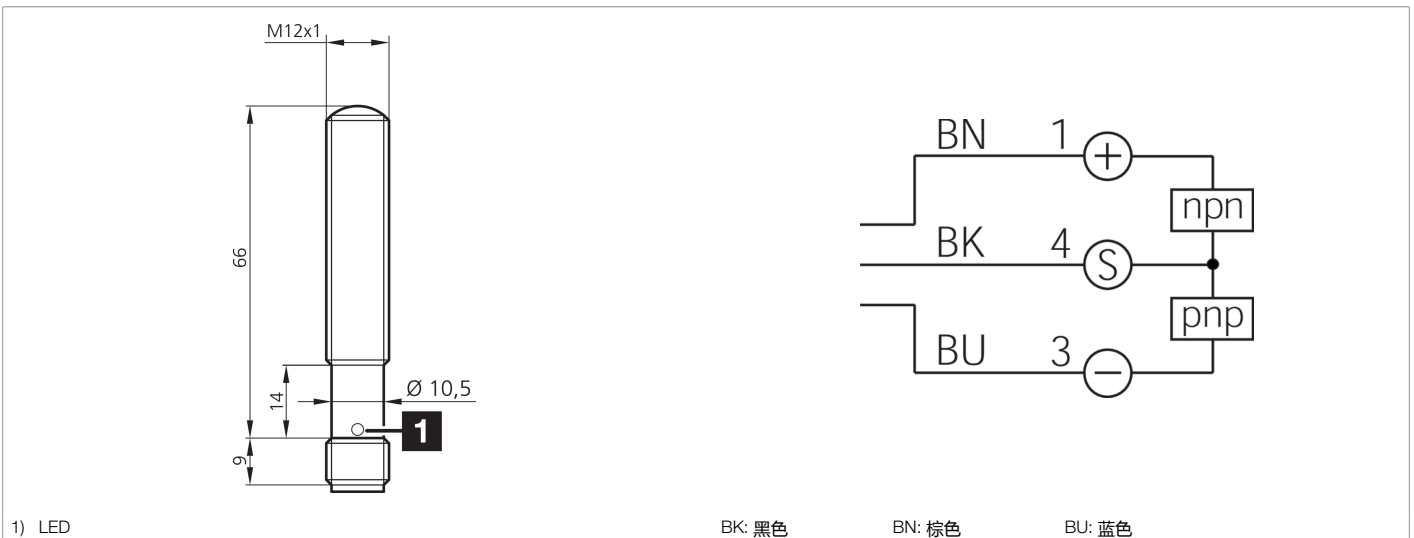 M12x1
66
14
Ø 10,5
1
9
BN 1 +
npn
BK 4 S
pnp
BU 3 −
1) LED
BK: 黑色 BN: 棕色 BU: 蓝色